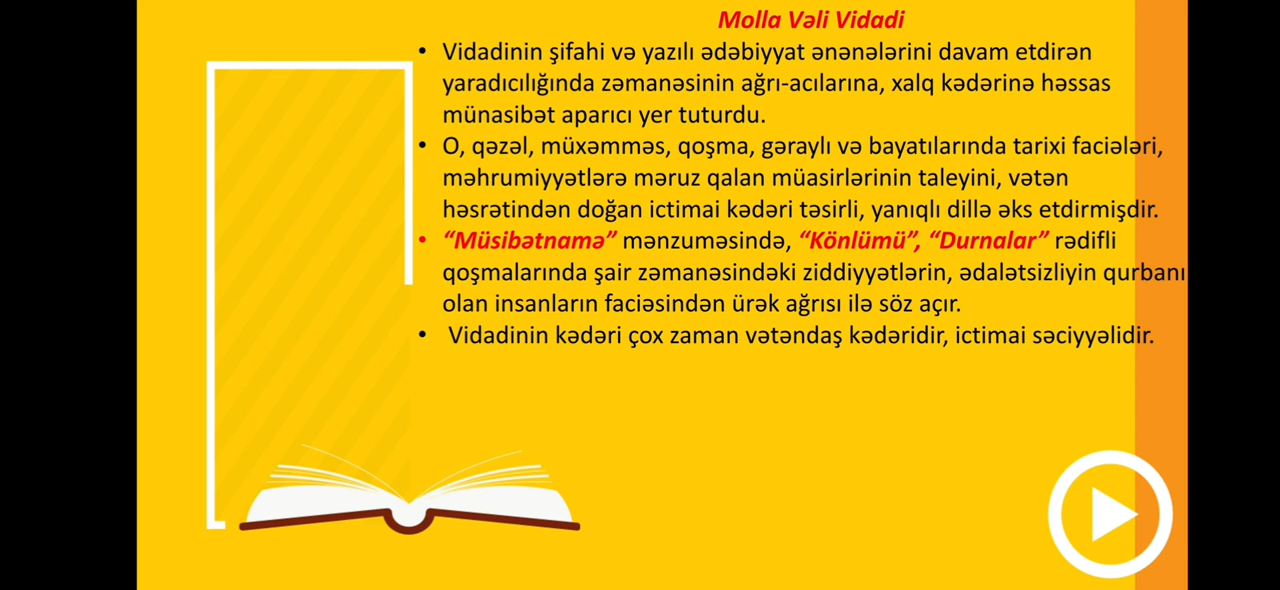 Molla Vəli Vidadi
• Vidadinin şifahi və yazılı ədəbiyyat ənənələrini davam etdirən
yaradıcılığında zəmanəsinin ağrı-acılarına, xalq kədərinə həssas
münasibət aparıcı yer tuturdu.
• O, qəzəl, müxəmməs, qoşma, gəraylı və bayatılarında tarixi faciələri,
məhrumiyyətlərə məruz qalan müasirlərinin taleyini, vətən
həsrətindən doğan ictimai kədəri təsirli, yanıqlı dillə əks etdirmişdir.
• “Müsibətnamə” mənzuməsində, “Könlümü”, “Durnalar” rədifli
qoşmalarında şair zəmanəsindəki ziddiyyətlərin, ədalətsizliyin qurbanı
olan insanların faciəsindən ürək ağrısı ilə söz açır.
• Vidadinin kədəri çox zaman vətəndaş kədəridir, ictimai səciyyəlidir.